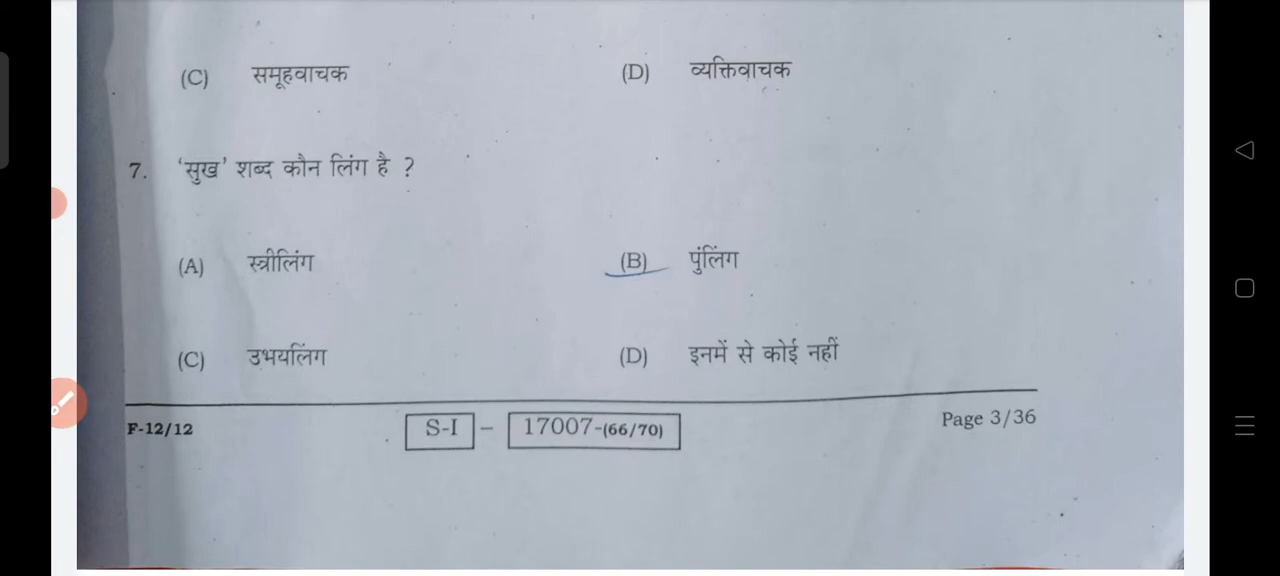 (C) समूहवाचक (D) व्यक्तिवाचक
7. 'सुख' शब्द कौन लिंग है ?
(A) स्त्रीलिंग (B) पुंलिंग
(C) उभयलिंग (D) इनमें से कोई नहीं
F-12/12 S-I – 17007-(66/70) Page 3/36